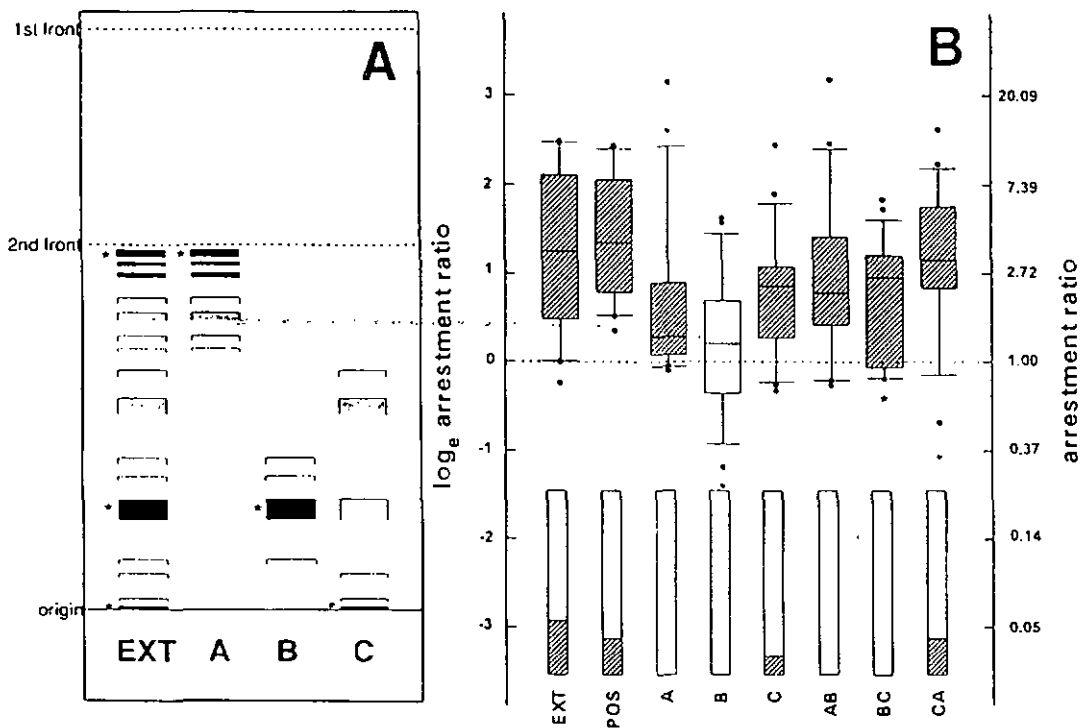 1st front
A
2nd front
origin
EXT A B C
B
log_e arrestment ratio
3
2
1
0
-1
-2
-3
20.09
7.39
2.72
1.00
0.37
0.14
0.05
arrestment ratio
EXT
POS
A
B
C
AB
BC
CA